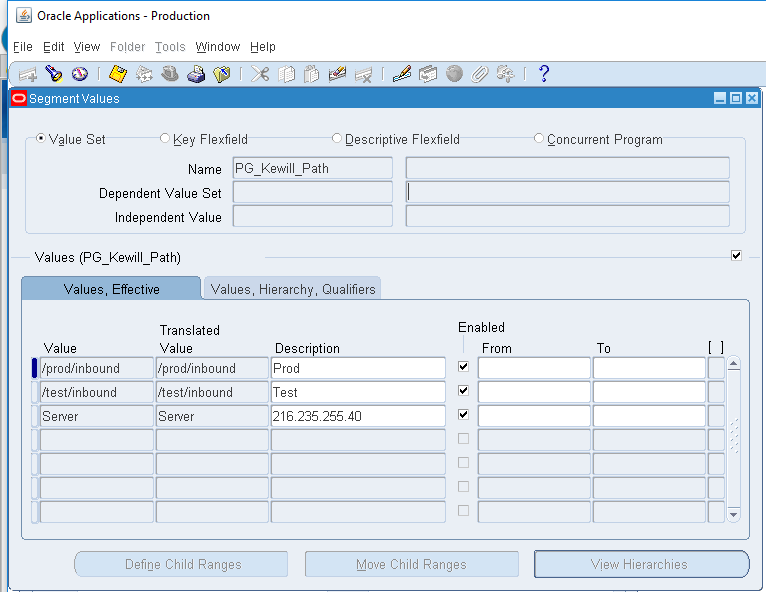 Oracle Applications - Production
File Edit View Folder Tools Window Help
?
Segment Values
Value Set Key Flexfield Descriptive Flexfield Concurrent Program
Name PG_Kewill_Path
Dependent Value Set
Independent Value
Values (PG_Kewill_Path)
Values, Effective Values, Hierarchy, Qualifiers
Translated Enabled
Value Value Description From To [ ]
/prod/inbound /prod/inbound Prod
/test/inbound /test/inbound Test
Server Server 216.235.255.40
Define Child Ranges Move Child Ranges View Hierarchies